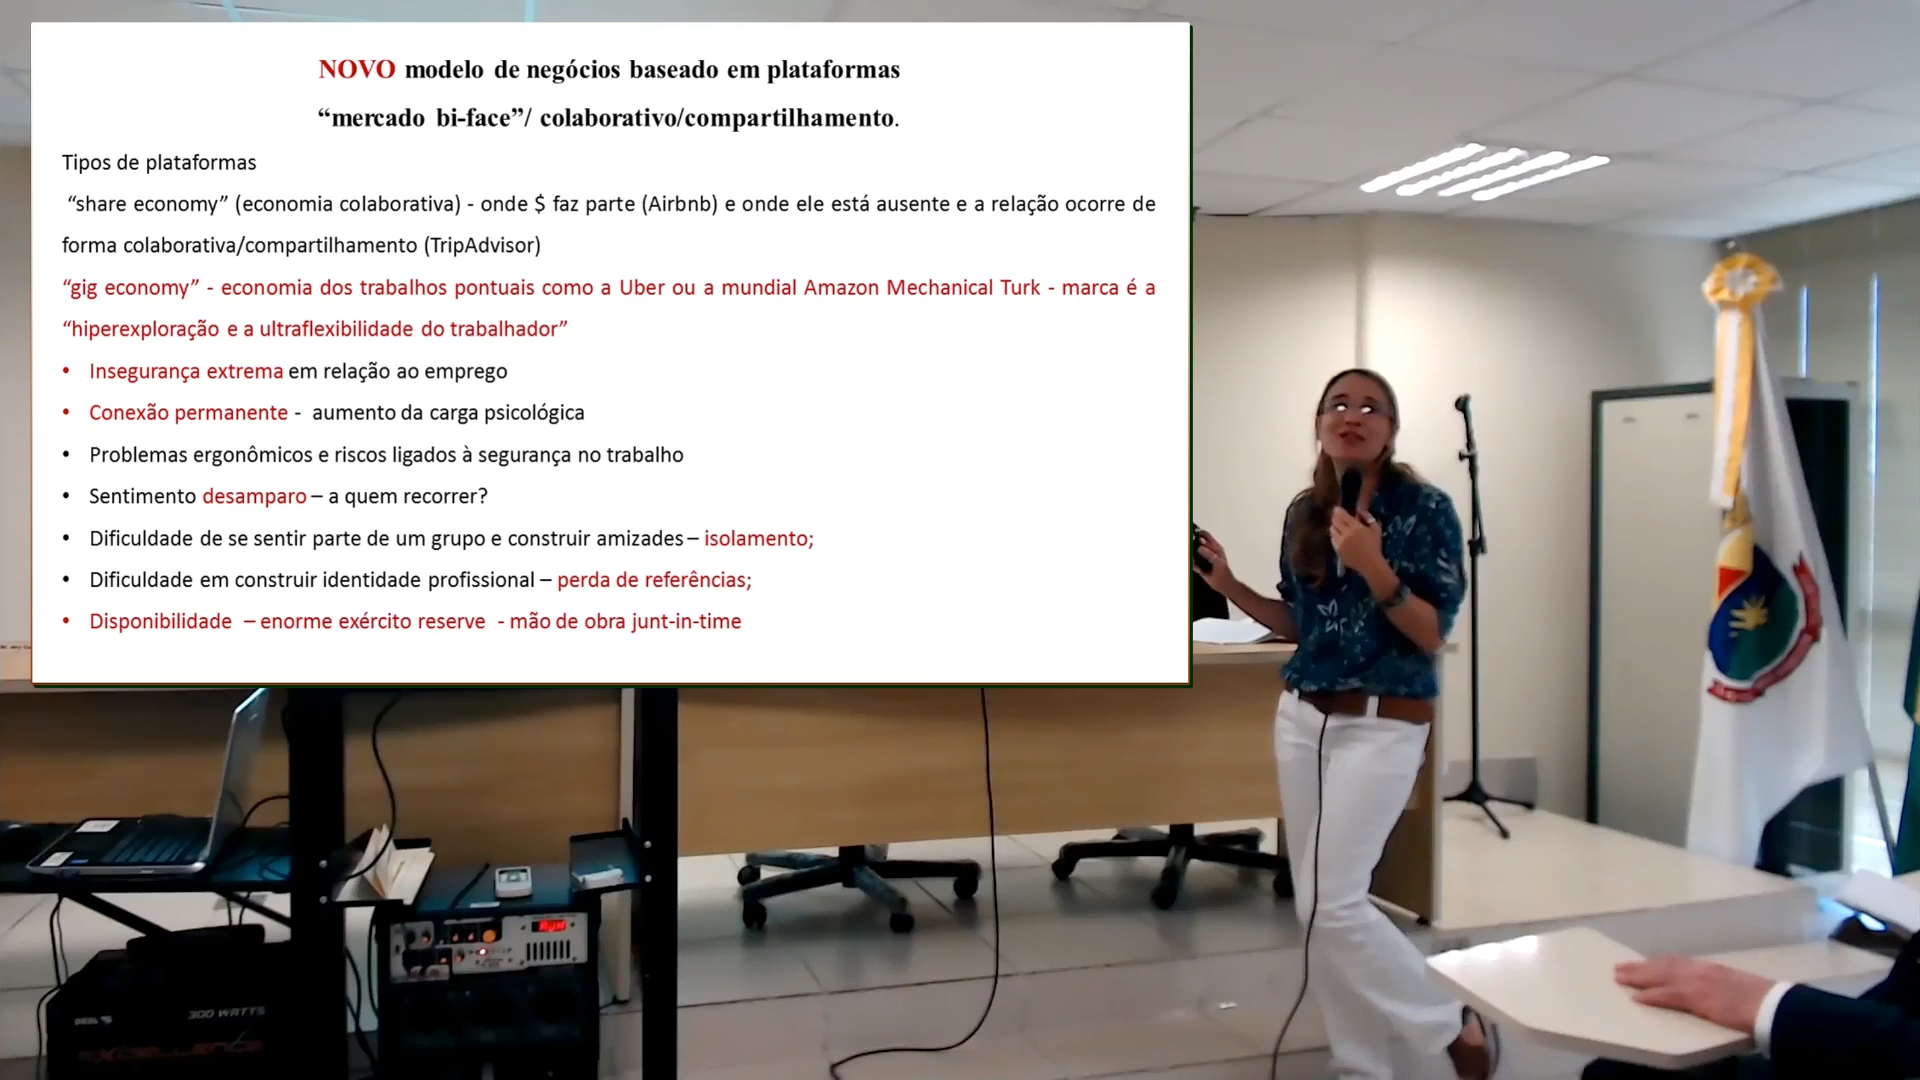 NOVO modelo de negócios baseado em plataformas
“mercado bi-face”/ colaborativo/compartilhamento.
Tipos de plataformas
“share economy” (economia colaborativa) - onde $ faz parte (Airbnb) e onde ele está ausente e a relação ocorre de
forma colaborativa/compartilhamento (TripAdvisor)
“gig economy” - economia dos trabalhos pontuais como a Uber ou a mundial Amazon Mechanical Turk - marca é a
“hiperexploração e a ultraflexibilidade do trabalhador”
• Insegurança extrema em relação ao emprego
• Conexão permanente - aumento da carga psicológica
• Problemas ergonômicos e riscos ligados à segurança no trabalho
• Sentimento desamparo – a quem recorrer?
• Dificuldade de se sentir parte de um grupo e construir amizades – isolamento;
• Dificuldade em construir identidade profissional – perda de referências;
• Disponibilidade – enorme exército reserve - mão de obra junt-in-time
300 WATTS